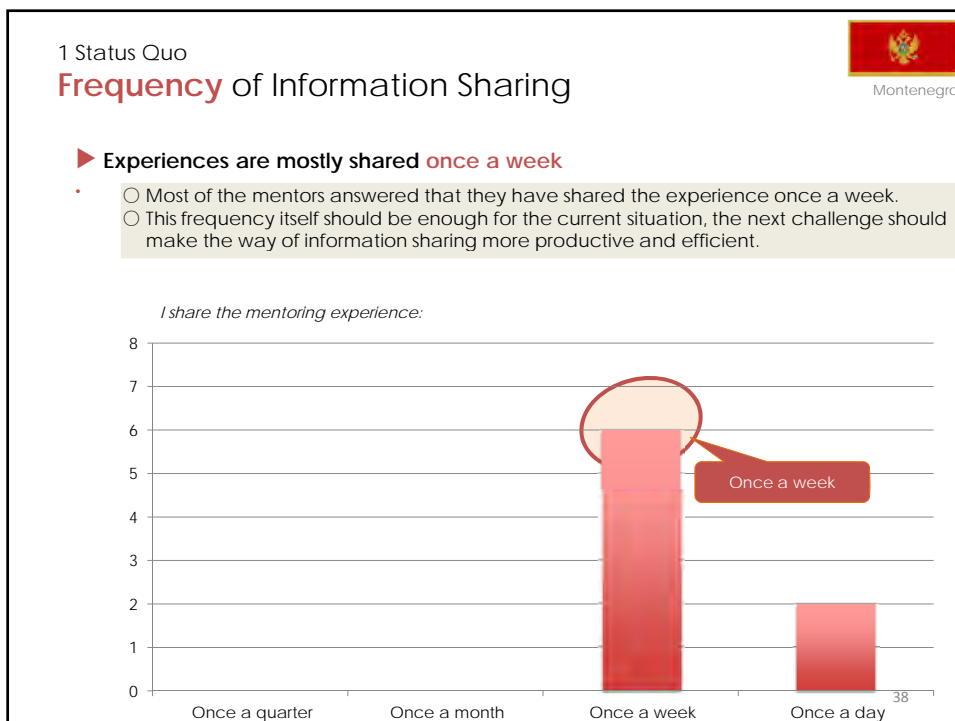 1 Status Quo
Frequency of Information Sharing
Montenegro
Experiences are mostly shared once a week
• ○ Most of the mentors answered that they have shared the experience once a week.
○ This frequency itself should be enough for the current situation, the next challenge should
make the way of information sharing more productive and efficient.
I share the mentoring experience:
8
7
6
5
4
3
2
1
0
Once a week
Once a quarter
Once a month
Once a week
Once a day
38